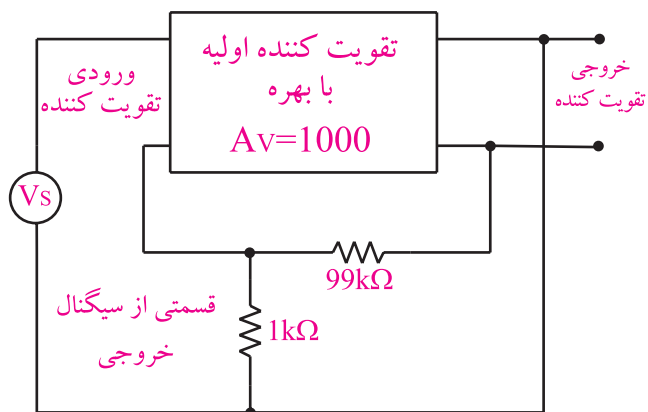 تقویت کننده اولیه
با بهره
Av=1000
ورودی
تقویت کننده
خروجی
تقویت کننده
Vs
99kΩ
1kΩ
قسمتی از سیگنال
خروجی